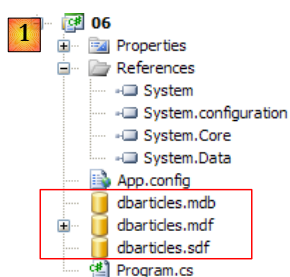 1
06
Properties
References
System
System.configuration
System.Core
System.Data
App.config
dbarticles.mdb
dbarticles.mdf
dbarticles.sdf
Program.cs